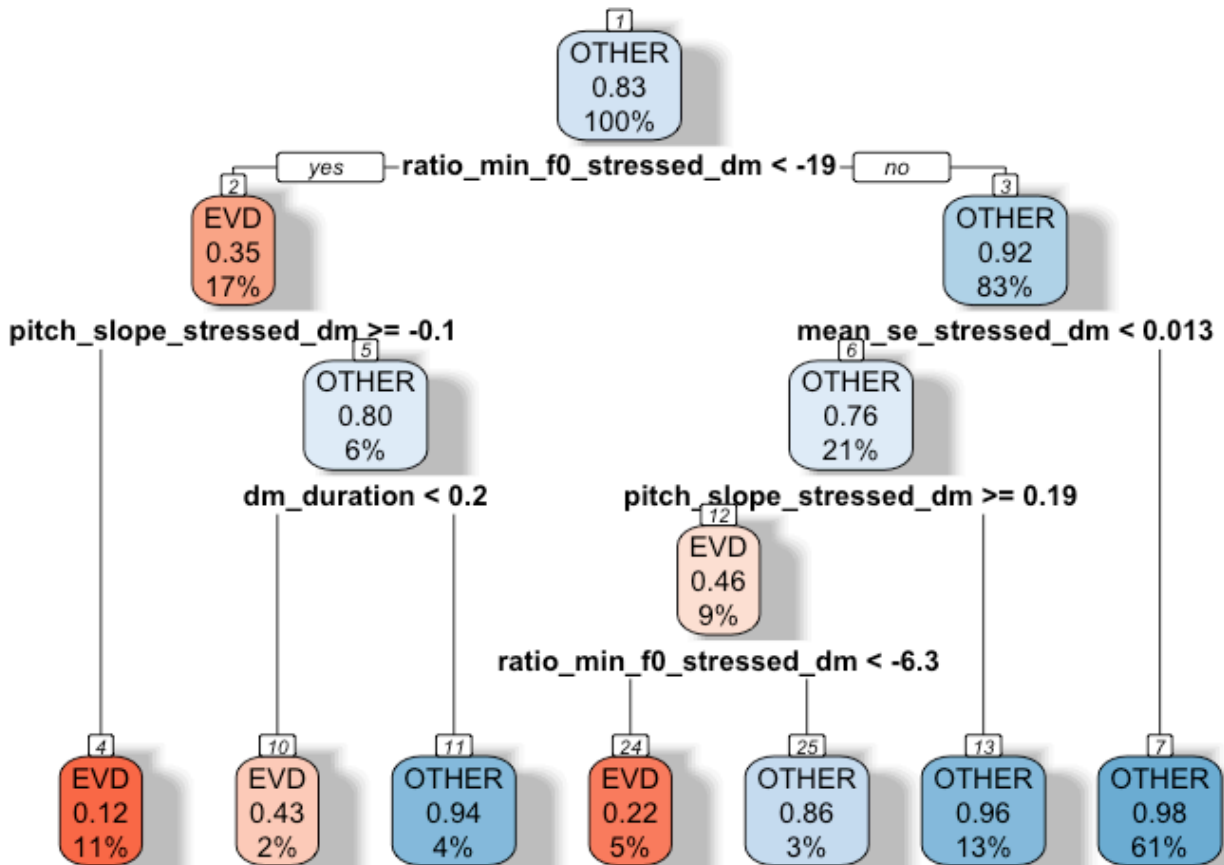 1
OTHER
0.83
100%
yes
ratio_min_f0_stressed_dm < -19
no
2
EVD
0.35
17%
3
OTHER
0.92
83%
pitch_slope_stressed_dm >= -0.1
mean_se_stressed_dm < 0.013
5
OTHER
0.80
6%
6
OTHER
0.76
21%
dm_duration < 0.2
pitch_slope_stressed_dm >= 0.19
12
EVD
0.46
9%
ratio_min_f0_stressed_dm < -6.3
4
EVD
0.12
11%
10
EVD
0.43
2%
11
OTHER
0.94
4%
24
EVD
0.22
5%
25
OTHER
0.86
3%
13
OTHER
0.96
13%
7
OTHER
0.98
61%